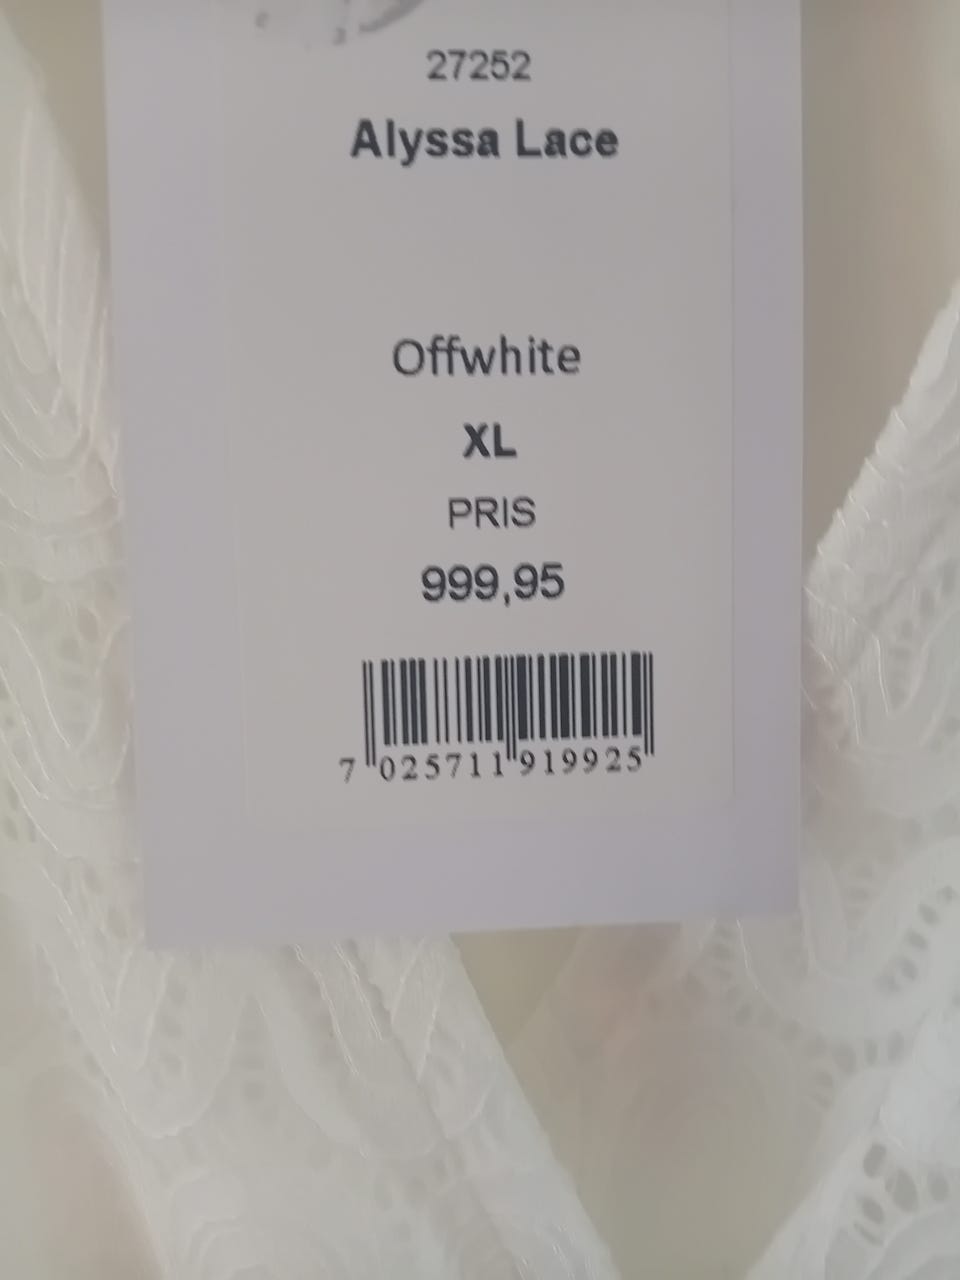 27252
Alyssa Lace
Offwhite
XL
PRIS
999,95
7 025711 919925